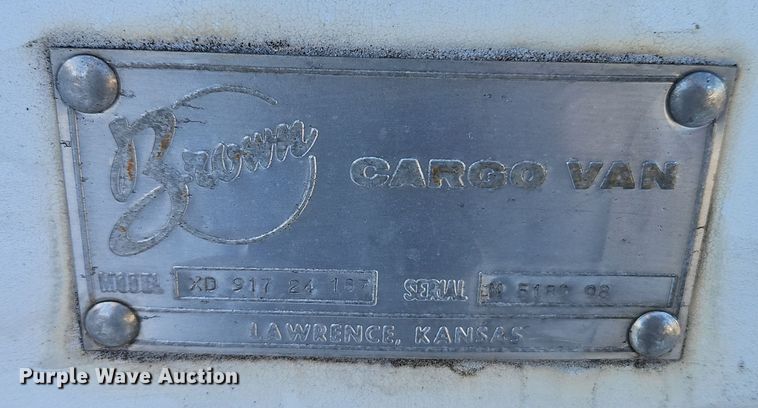 Brown CARGO VAN
MODEL XD 917 24 SERIAL
LAWRENCE, KANSAS
Purple Wave Auction